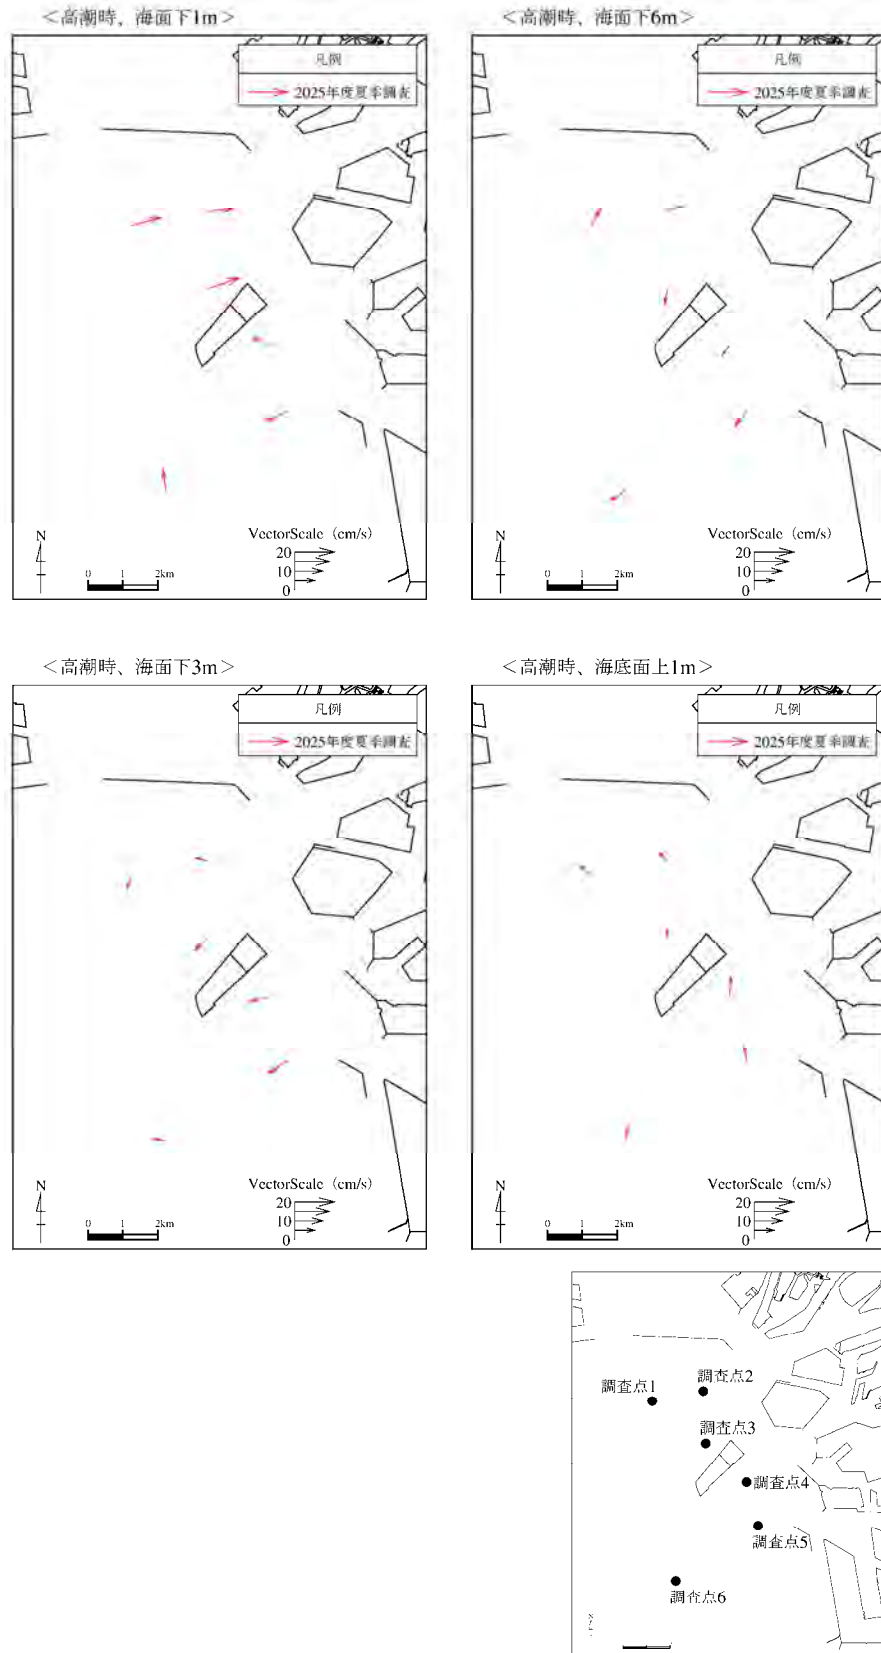 ＜高潮時、海面下1m＞
凡例
2025年度夏季調査
N
0 1 2km
VectorScale (cm/s)
20
10
0
＜高潮時、海面下6m＞
凡例
2025年度夏季調査
N
0 1 2km
VectorScale (cm/s)
20
10
0
＜高潮時、海面下3m＞
凡例
2025年度夏季調査
N
0 1 2km
VectorScale (cm/s)
20
10
0
＜高潮時、海底面上1m＞
凡例
2025年度夏季調査
N
0 1 2km
VectorScale (cm/s)
20
10
0
調査点1
調査点2
調査点3
調査点4
調査点5
調査点6